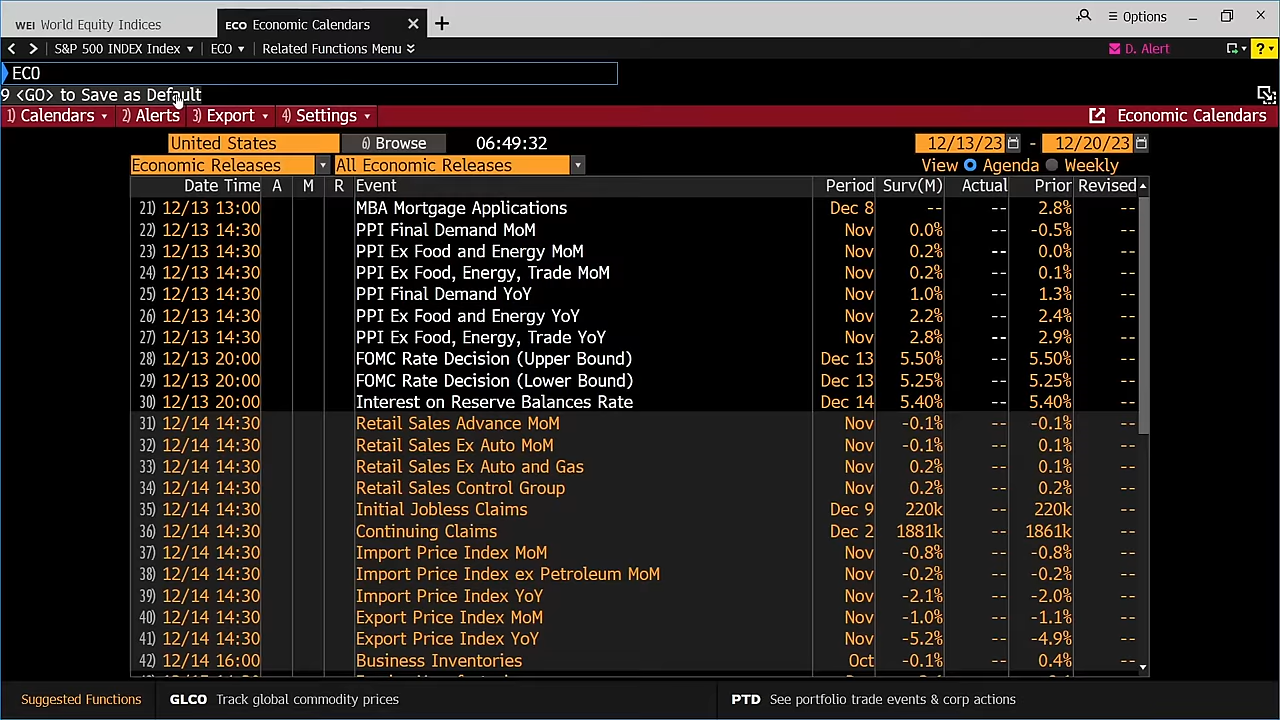 WEI World Equity Indices ECO Economic Calendars Options
S&P 500 INDEX Index ECO Related Functions Menu D. Alert ?
ECO
9 <GO> to Save as Default
1) Calendars 2) Alerts 3) Export 4) Settings Economic Calendars
United States 6) Browse 06:49:32 12/13/23 - 12/20/23
Economic Releases All Economic Releases View Agenda Weekly
Date Time A M R Event Period Surv(M) Actual Prior Revised
21) 12/13 13:00 MBA Mortgage Applications Dec 8 -- -- 2.8% --
22) 12/13 14:30 PPI Final Demand MoM Nov 0.0% -- -0.5% --
23) 12/13 14:30 PPI Ex Food and Energy MoM Nov 0.2% -- 0.0% --
24) 12/13 14:30 PPI Ex Food, Energy, Trade MoM Nov 0.2% -- 0.1% --
25) 12/13 14:30 PPI Final Demand YoY Nov 1.0% -- 1.3% --
26) 12/13 14:30 PPI Ex Food and Energy YoY Nov 2.2% -- 2.4% --
27) 12/13 14:30 PPI Ex Food, Energy, Trade YoY Nov 2.8% -- 2.9% --
28) 12/13 20:00 FOMC Rate Decision (Upper Bound) Dec 13 5.50% -- 5.50% --
29) 12/13 20:00 FOMC Rate Decision (Lower Bound) Dec 13 5.25% -- 5.25% --
30) 12/13 20:00 Interest on Reserve Balances Rate Dec 14 5.40% -- 5.40% --
31) 12/14 14:30 Retail Sales Advance MoM Nov -0.1% -- -0.1% --
32) 12/14 14:30 Retail Sales Ex Auto MoM Nov -0.1% -- 0.1% --
33) 12/14 14:30 Retail Sales Ex Auto and Gas Nov 0.2% -- 0.1% --
34) 12/14 14:30 Retail Sales Control Group Nov 0.2% -- 0.2% --
35) 12/14 14:30 Initial Jobless Claims Dec 9 220k -- 220k --
36) 12/14 14:30 Continuing Claims Dec 2 1881k -- 1861k --
37) 12/14 14:30 Import Price Index MoM Nov -0.8% -- -0.8% --
38) 12/14 14:30 Import Price Index ex Petroleum MoM Nov -0.2% -- -0.2% --
39) 12/14 14:30 Import Price Index YoY Nov -2.1% -- -2.0% --
40) 12/14 14:30 Export Price Index MoM Nov -1.0% -- -1.1% --
41) 12/14 14:30 Export Price Index YoY Nov -5.2% -- -4.9% --
42) 12/14 16:00 Business Inventories Oct -0.1% -- 0.4% --
Suggested Functions GLCO Track global commodity prices PTD See portfolio trade events & corp actions